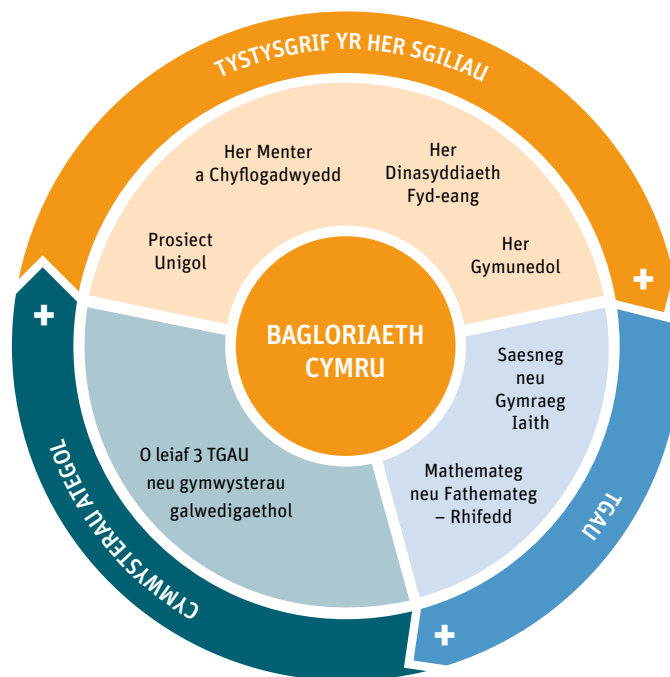 TYSTYSGRIF YR HER SGILIAU
Her Menter
a Chyflogadwyedd
Her
Dinasyddiaeth
Fyd-eang
Prosiect
Unigol
Her
Gymunedol
+
+
BAGLORIAETH
CYMRU
Saesneg
neu
Gymraeg
Iaith
O leiaf 3 TGAU
neu gymwysterau
galwedigaethol
Mathemateg
neu Fathemateg
– Rhifedd
TGAU
CYMWYSTERAU ATEGOL
+